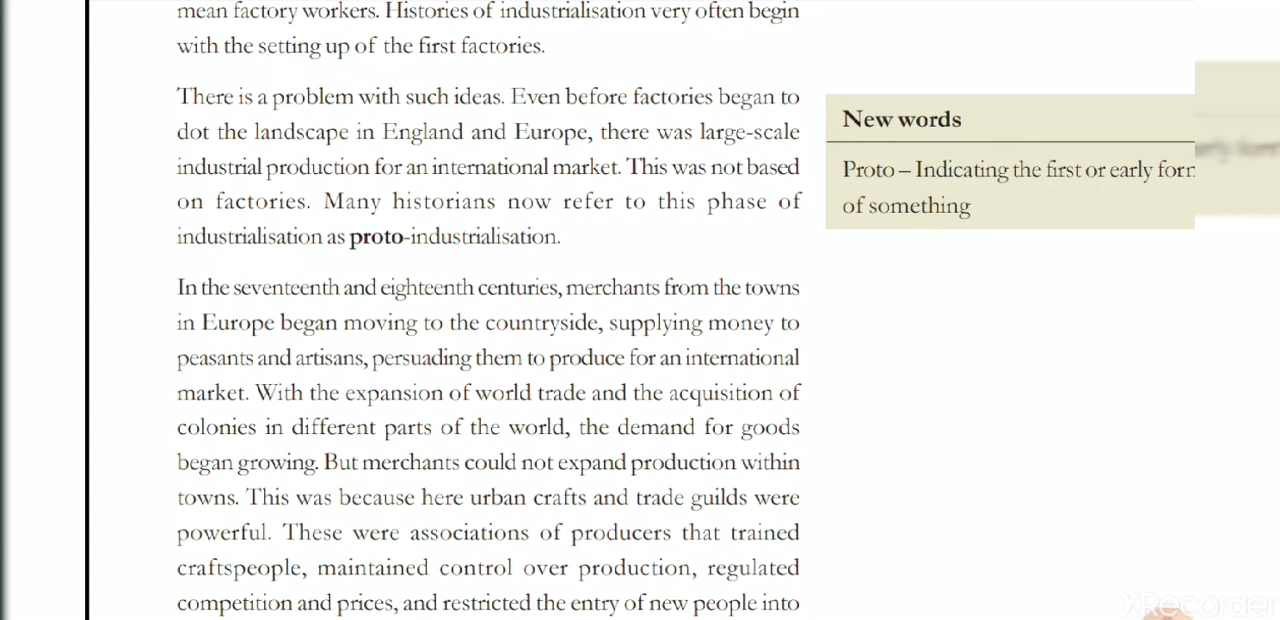 mean factory workers. Histories of industrialisation very often begin
with the setting up of the first factories.
There is a problem with such ideas. Even before factories began to
dot the landscape in England and Europe, there was large-scale
industrial production for an international market. This was not based
on factories. Many historians now refer to this phase of
industrialisation as proto-industrialisation.
In the seventeenth and eighteenth centuries, merchants from the towns
in Europe began moving to the countryside, supplying money to
peasants and artisans, persuading them to produce for an international
market. With the expansion of world trade and the acquisition of
colonies in different parts of the world, the demand for goods
began growing. But merchants could not expand production within
towns. This was because here urban crafts and trade guilds were
powerful. These were associations of producers that trained
craftspeople, maintained control over production, regulated
competition and prices, and restricted the entry of new people into
New words
Proto – Indicating the first or early
of something
XRecorder